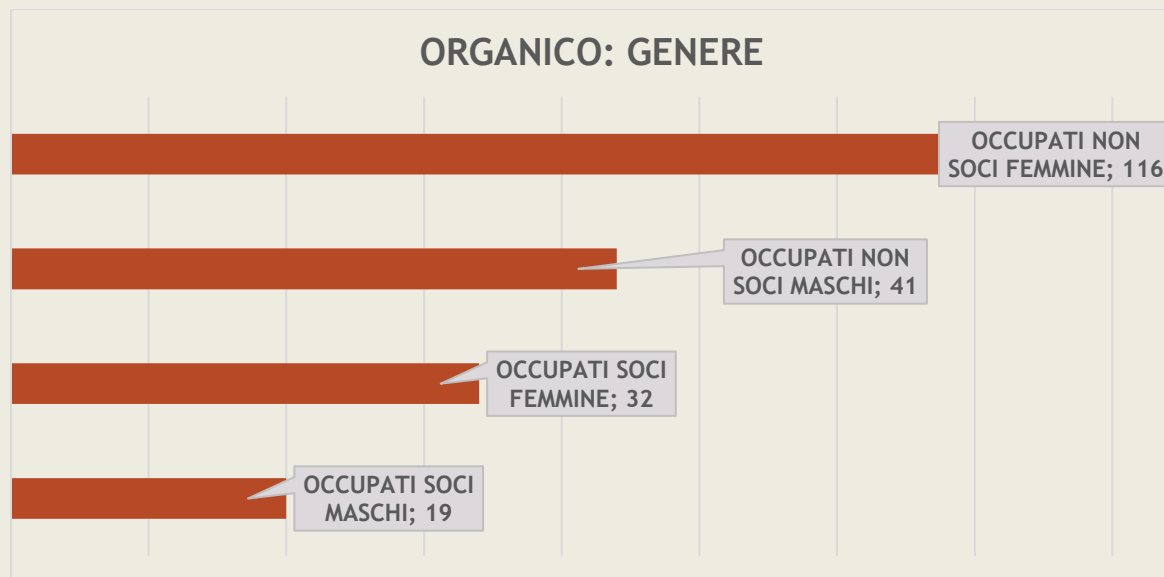 ORGANICO: GENERE
OCCUPATI NON
SOCI FEMMINE; 116
OCCUPATI NON
SOCI MASCHI; 41
OCCUPATI SOCI
FEMMINE; 32
OCCUPATI SOCI
MASCHI; 19